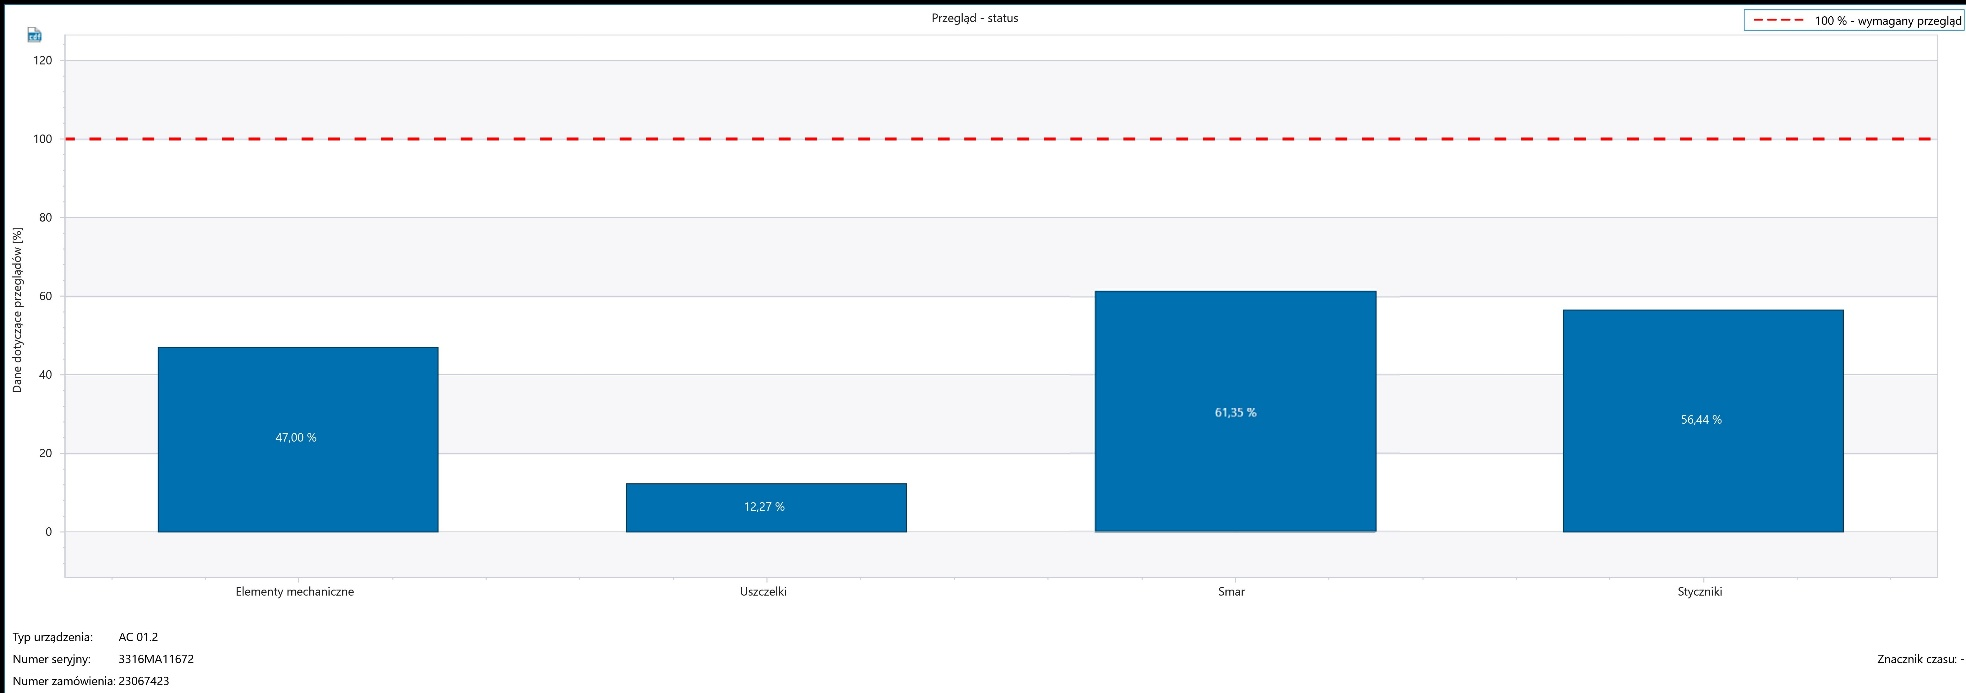 Przegląd - status
100 % - wymagany przegląd
Dane dotyczące przeglądów [%]
120
100
80
60
40
20
0
47,00 %
12,27 %
61,35 %
56,44 %
Elementy mechaniczne
Uszczelki
Smar
Styczniki
Typ urządzenia: AC 01.2
Numer seryjny: 3316MA11672
Znacznik czasu: -
Numer zamówienia: 23067423